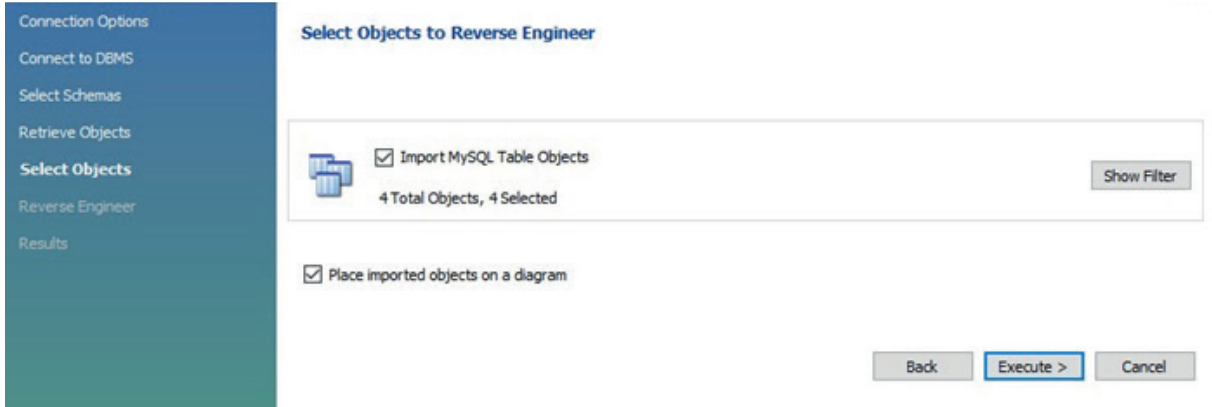 Connection Options
Connect to DBMS
Select Schemas
Retrieve Objects
Select Objects
Reverse Engineer
Results
Select Objects to Reverse Engineer
Import MySQL Table Objects
4 Total Objects, 4 Selected
Show Filter
Place imported objects on a diagram
Back
Execute >
Cancel